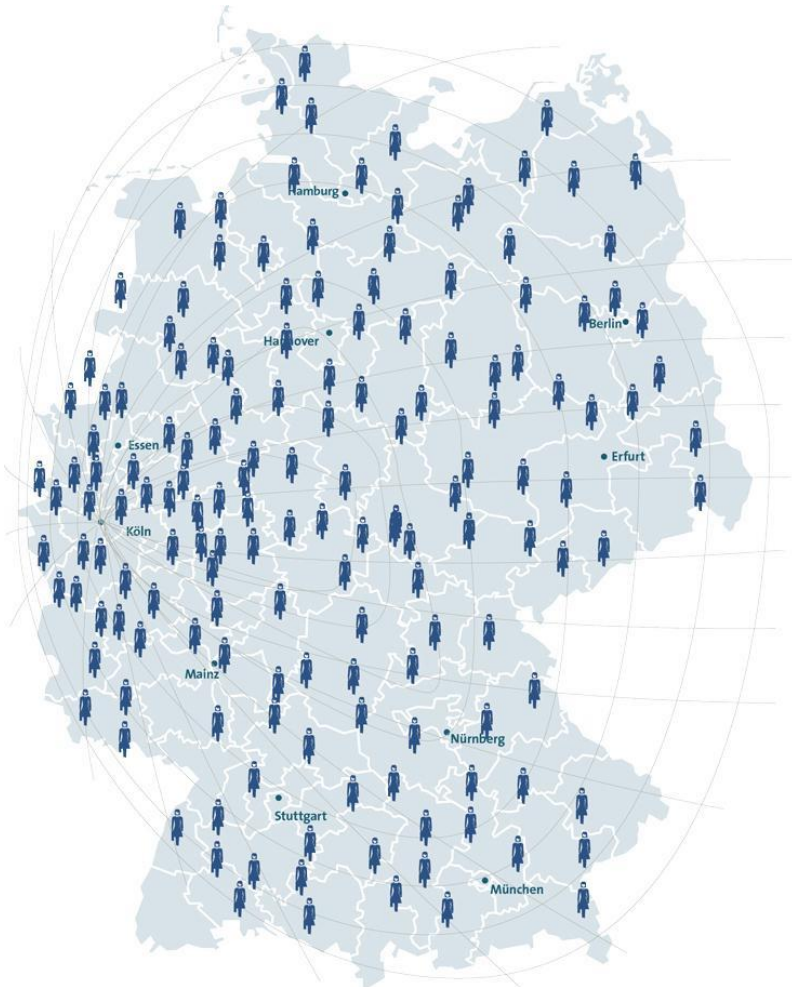 Hamburg
Berlin
Hannover
Essen
Erfurt
Köln
Mainz
Nürnberg
Stuttgart
München